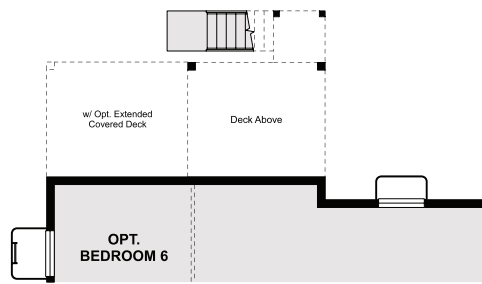 w/ Opt. Extended
Covered Deck
Deck Above
OPT.
BEDROOM 6